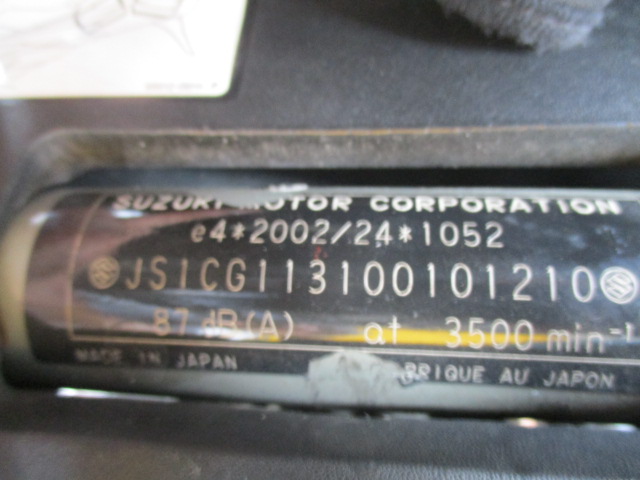 SUZUKI MOTOR CORPORATION
e4*2002/24*1052
JS1CG113100101210
87 dB(A) at 3500 min-1
MADE IN JAPAN BRIQUE AU JAPON